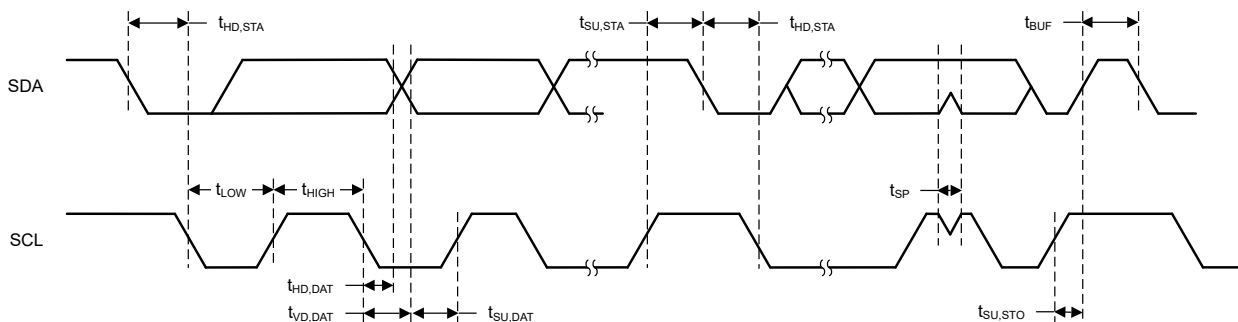 tHD,STA
tSU,STA
tHD,STA
tBUF
SDA
tLOW
tHIGH
tSP
SCL
tHD,DAT
tVD,DAT
tSU,DAT
tSU,STO